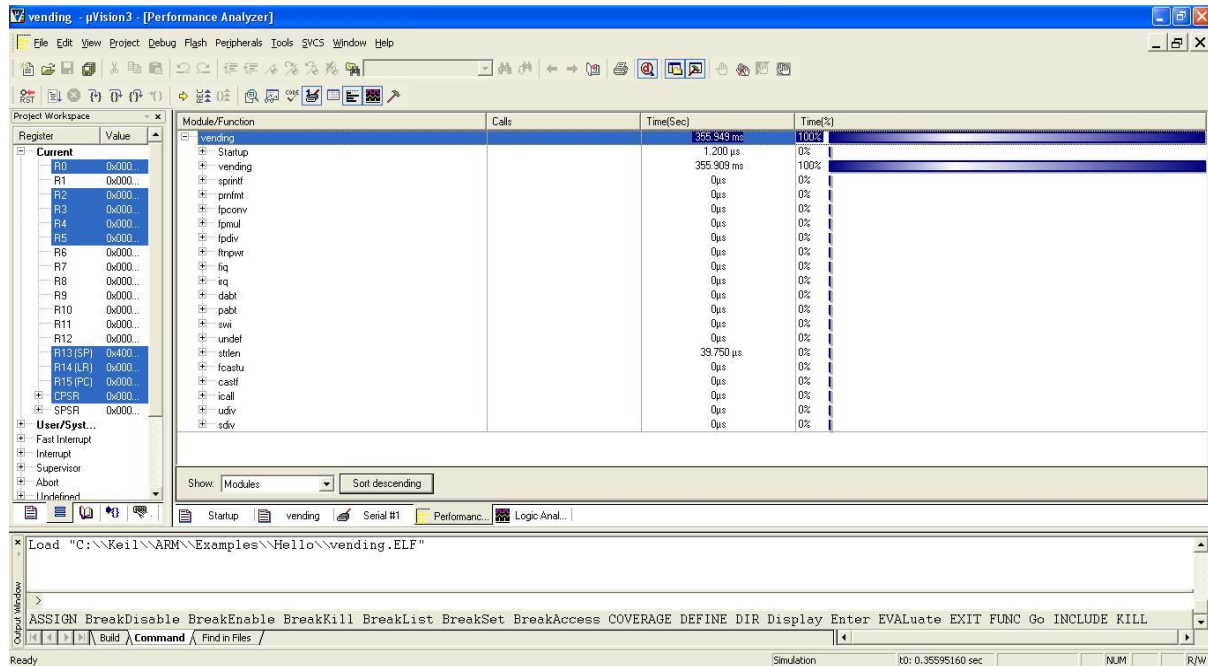 vending - µVision3 - [Performance Analyzer]
File Edit View Project Debug Flash Peripherals Tools SVCS Window Help
Project Workspace
Register Value
Current
R0 0x000...
R1 0x000...
R2 0x000...
R3 0x000...
R4 0x000...
R5 0x000...
R6 0x000...
R7 0x000...
R8 0x000...
R9 0x000...
R10 0x000...
R11 0x000...
R12 0x000...
R13 (SP) 0x400...
R14 (LR) 0x000...
R15 (PC) 0x000...
CPSR 0x000...
SPSR 0x000...
User/Syst...
Fast Interrupt
Interrupt
Supervisor
Abort
Undefined
Module/Function Calls Time(Sec) Time(%)
vending 355.949 ms 100%
Startup 1.200 µs 0%
vending 355.909 ms 100%
sprintf 0µs 0%
prnfmt 0µs 0%
fpconv 0µs 0%
fpmul 0µs 0%
fpdiv 0µs 0%
ftnpwr 0µs 0%
fiq 0µs 0%
irq 0µs 0%
dabt 0µs 0%
pabt 0µs 0%
swi 0µs 0%
undef 0µs 0%
strlen 39.750 µs 0%
fcastu 0µs 0%
castf 0µs 0%
icall 0µs 0%
udiv 0µs 0%
sdiv 0µs 0%
Show: Modules Sort descending
Startup vending Serial #1 Performanc... Logic Anal...
Load "C:\\Keil\\ARM\\Examples\\Hello\\vending.ELF"
>
ASSIGN BreakDisable BreakEnable BreakKill BreakList BreakSet BreakAccess COVERAGE DEFINE DIR Display Enter EVALuate EXIT FUNC Go INCLUDE KILL
Output Window
Build Command Find in Files
Ready Simulation t0: 0.35595160 sec NUM R/W